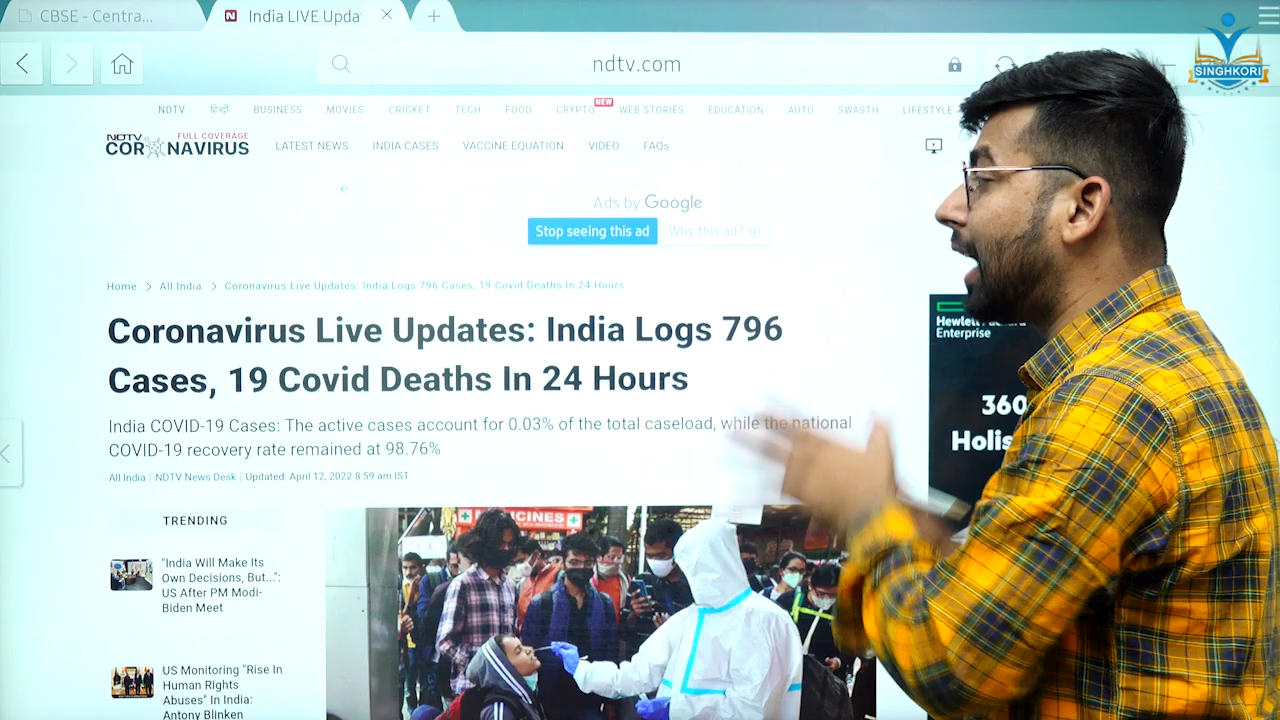 CBSE - Centra...
India LIVE Upda
ndtv.com
SINGHKORI
NDTV हिन्दी BUSINESS MOVIES CRICKET TECH FOOD CRYPTO NEW WEB STORIES EDUCATION AUTO SWASTH LIFESTYLE
NDTV FULL COVERAGE
CORONAVIRUS LATEST NEWS INDIA CASES VACCINE EQUATION VIDEO FAQs
Ads by Google
Stop seeing this ad Why this ad?
Home > All India > Coronavirus Live Updates: India Logs 796 Cases, 19 Covid Deaths In 24 Hours
Coronavirus Live Updates: India Logs 796
Cases, 19 Covid Deaths In 24 Hours
India COVID-19 Cases: The active cases account for 0.03% of the total caseload, while the national
COVID-19 recovery rate remained at 98.76%
All India | NDTV News Desk | Updated: April 12, 2022 8:59 am IST
Enterprise
360
TRENDING
"India Will Make Its
Own Decisions, But...":
US After PM Modi-
Biden Meet
US Monitoring "Rise In
Human Rights
Abuses" In India:
Antony Blinken